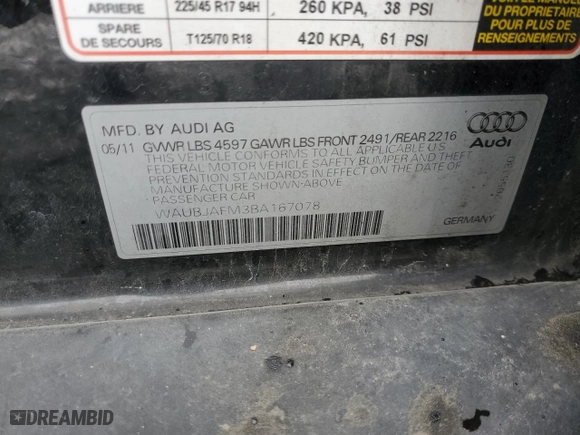 ARRIERE 225/45 R17 94H 260 KPA, 38 PSI
SPARE DE SECOURS T125/70 R18 420 KPA, 61 PSI
DU PROPRIETAIRE
POUR PLUS DE
RENSEIGNEMENTS
MFD. BY AUDI AG
05/11 GVWR LBS 4597 GAWR LBS FRONT 2491/REAR 2216
THIS VEHICLE CONFORMS TO ALL APPLICABLE U.S.
FEDERAL MOTOR VEHICLE SAFETY BUMPER AND THEFT
PREVENTION STANDARDS IN EFFECT ON THE DATE OF
MANUFACTURE SHOWN-ABOVE
PASSENGER CAR
WAUBJAFM3BA167078
Audi
GERMANY
DREAMBID